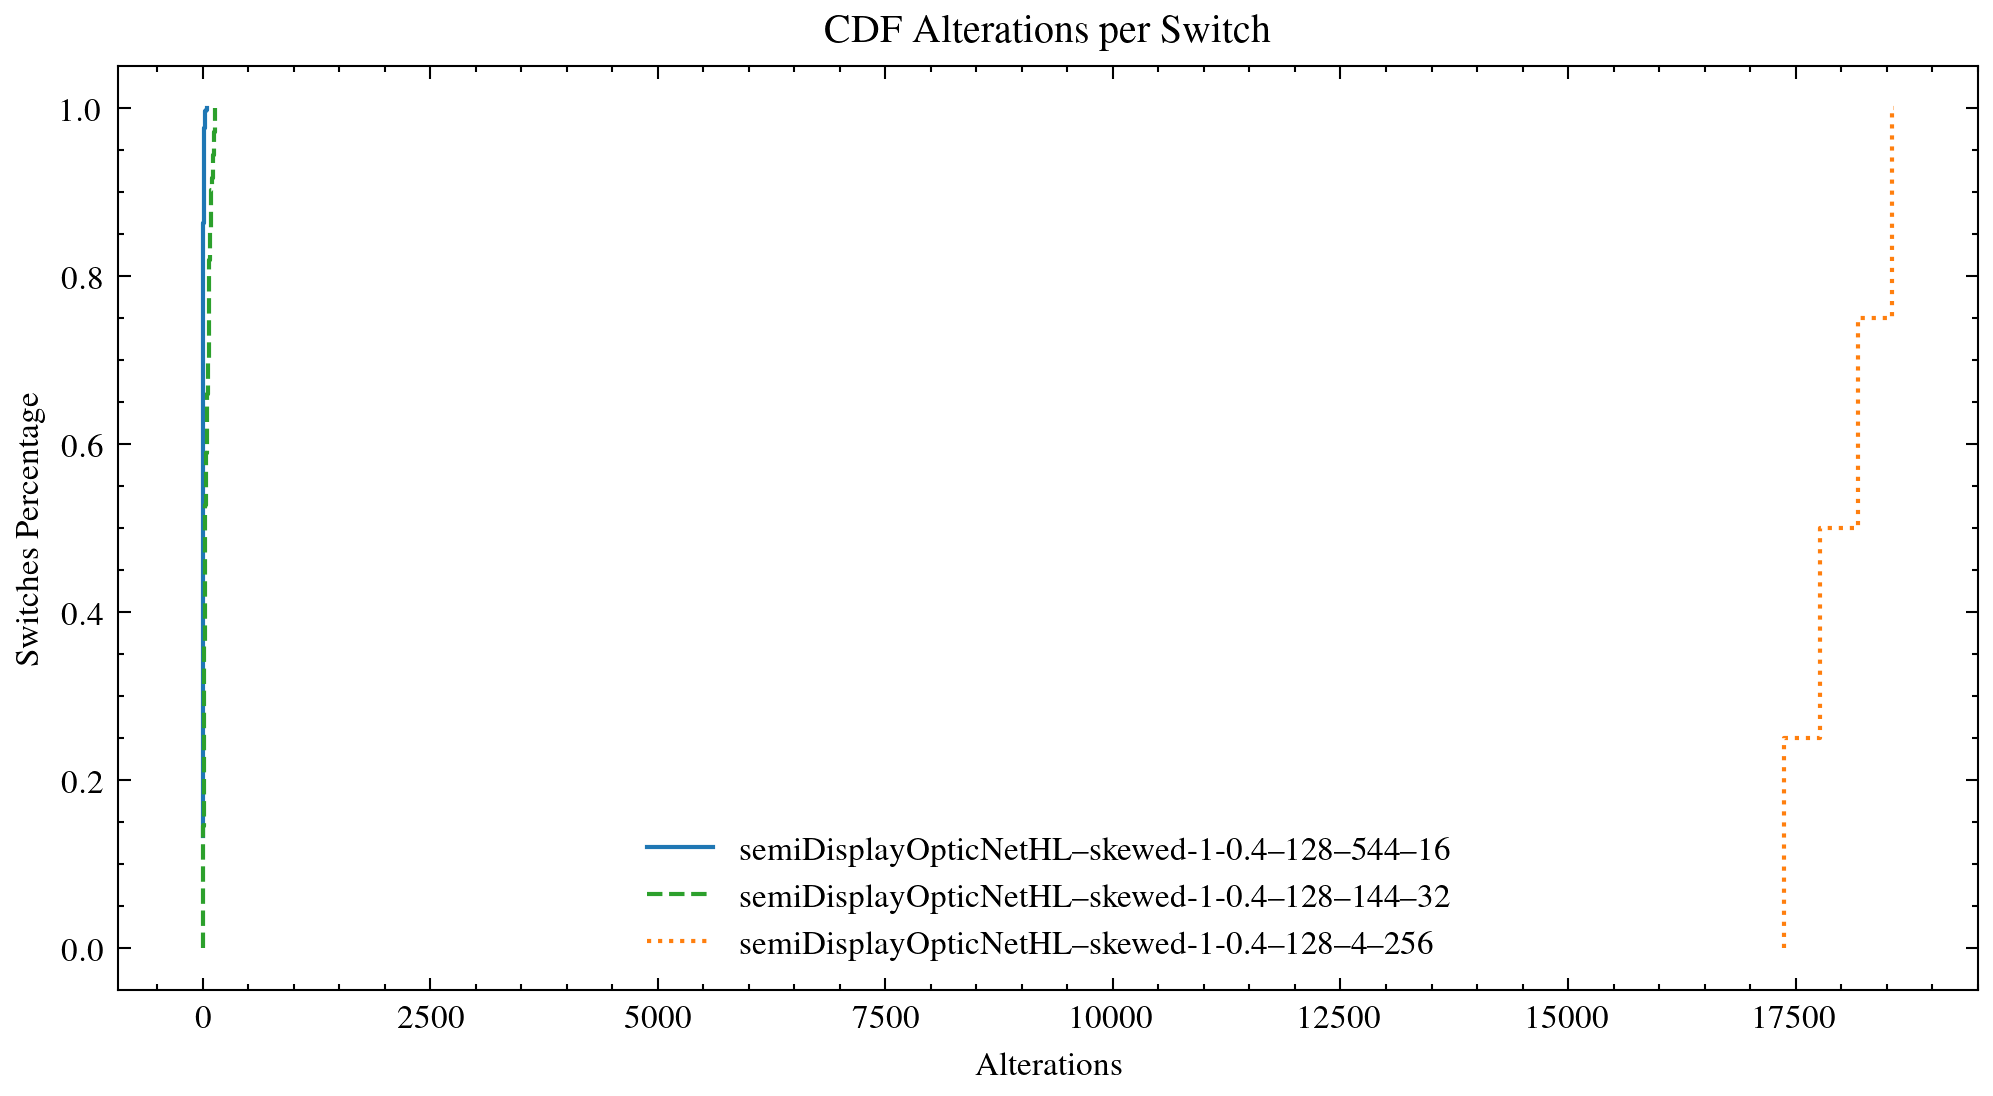 CDF Alterations per Switch
1.0
0.8
0.6
0.4
0.2
0.0
Switches Percentage
semiDisplayOpticNetHL–skewed-1-0.4–128–544–16
semiDisplayOpticNetHL–skewed-1-0.4–128–144–32
semiDisplayOpticNetHL–skewed-1-0.4–128–4–256
0 2500 5000 7500 10000 12500 15000 17500
Alterations